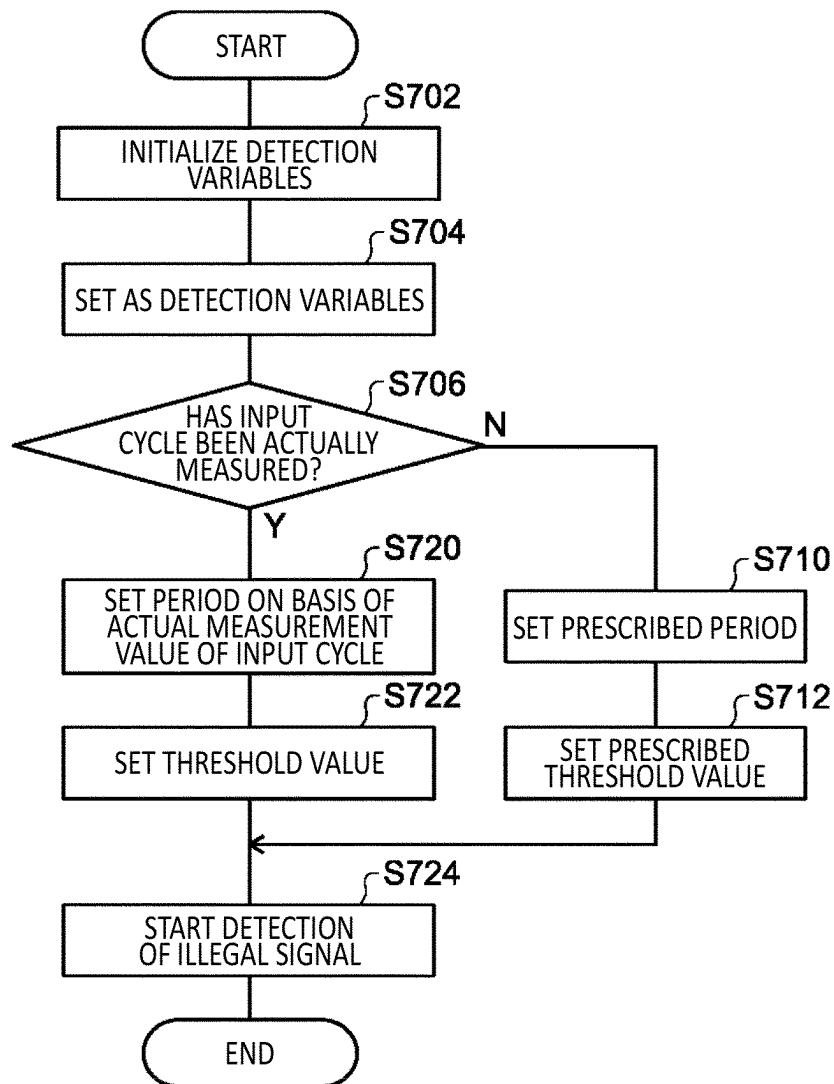 START
S702
INITIALIZE DETECTION
VARIABLES
S704
SET AS DETECTION VARIABLES
S706
HAS INPUT
CYCLE BEEN ACTUALLY
MEASURED?
N
Y
S720
SET PERIOD ON BASIS OF
ACTUAL MEASUREMENT
VALUE OF INPUT CYCLE
S710
SET PRESCRIBED PERIOD
S722
SET THRESHOLD VALUE
S712
SET PRESCRIBED
THRESHOLD VALUE
S724
START DETECTION
OF ILLEGAL SIGNAL
END